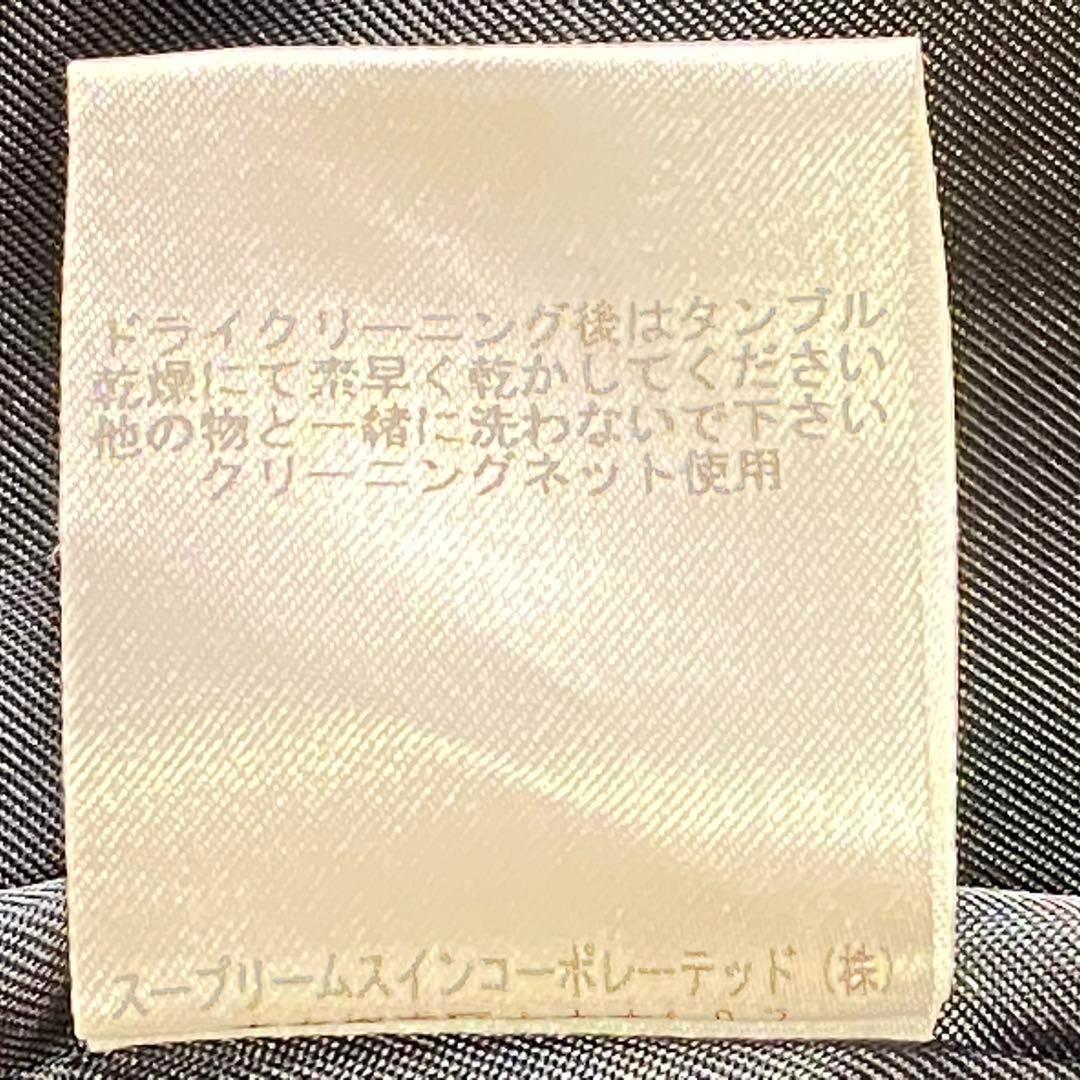 ドライクリーニング後はタンブル
乾燥にて素早く乾かしてください
他の物と一緒に洗わないで下さい
クリーニングネット使用
スープリームスインコーポレーテッド(株)